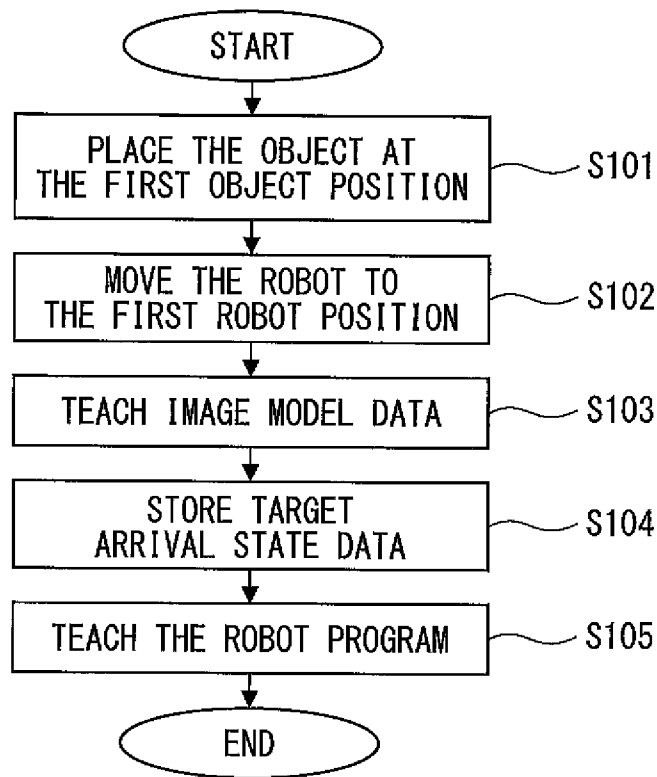 START
PLACE THE OBJECT AT
THE FIRST OBJECT POSITION
S101
MOVE THE ROBOT TO
THE FIRST ROBOT POSITION
S102
TEACH IMAGE MODEL DATA
S103
STORE TARGET
ARRIVAL STATE DATA
S104
TEACH THE ROBOT PROGRAM
S105
END